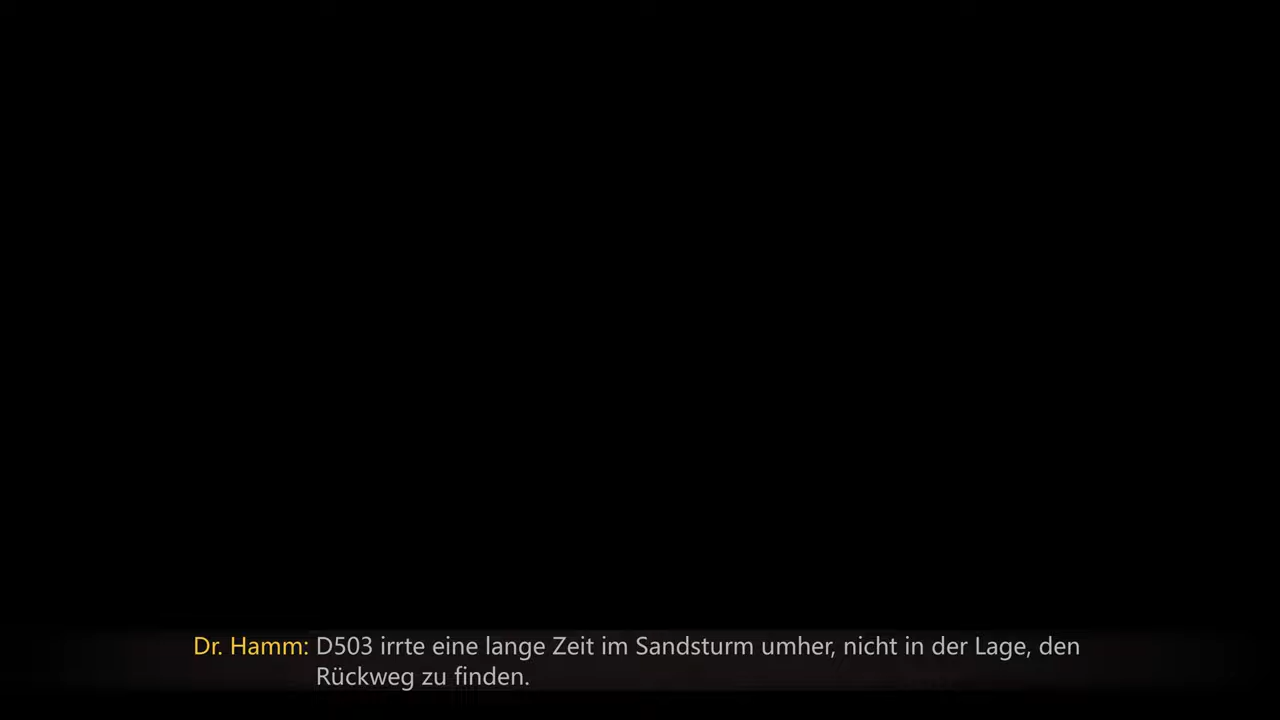 Dr. Hamm: D503 irrte eine lange Zeit im Sandsturm umher, nicht in der Lage, den
Rückweg zu finden.